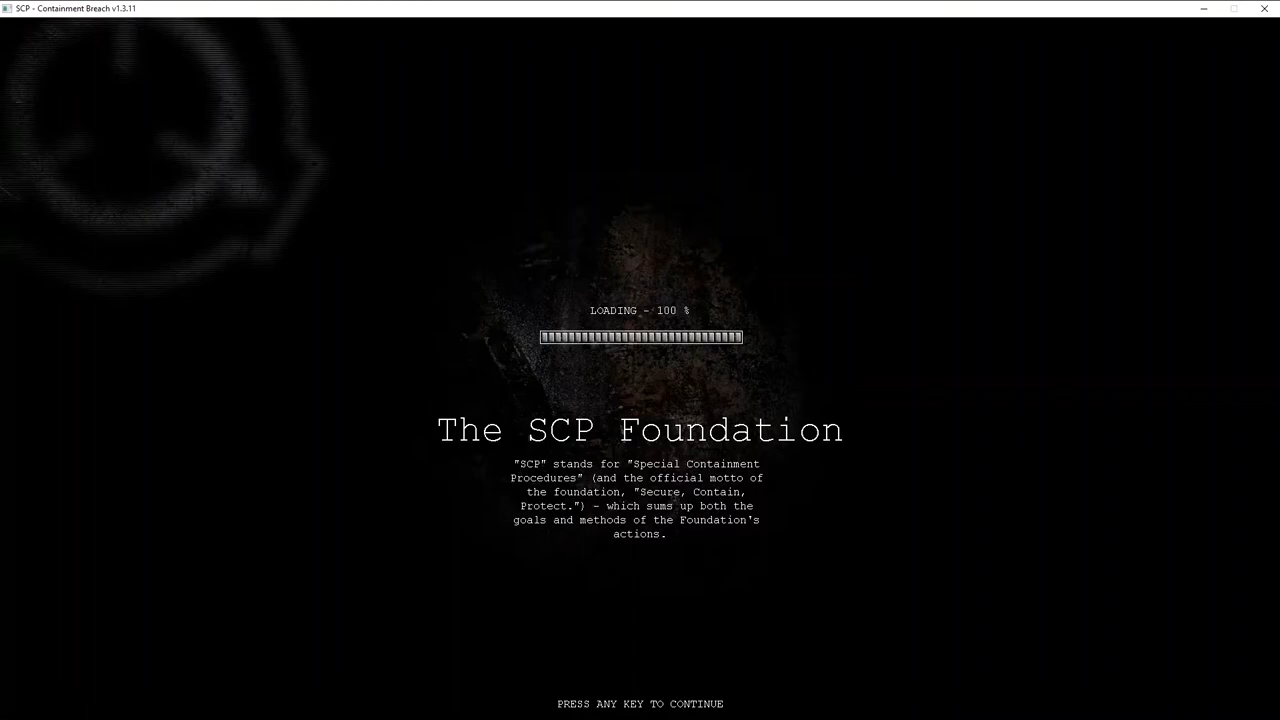 SCP - Containment Breach v1.3.11
LOADING - 100 %
The SCP Foundation
"SCP" stands for "Special Containment
Procedures" (and the official motto of
the foundation, "Secure, Contain,
Protect.") - which sums up both the
goals and methods of the Foundation's
actions.
PRESS ANY KEY TO CONTINUE